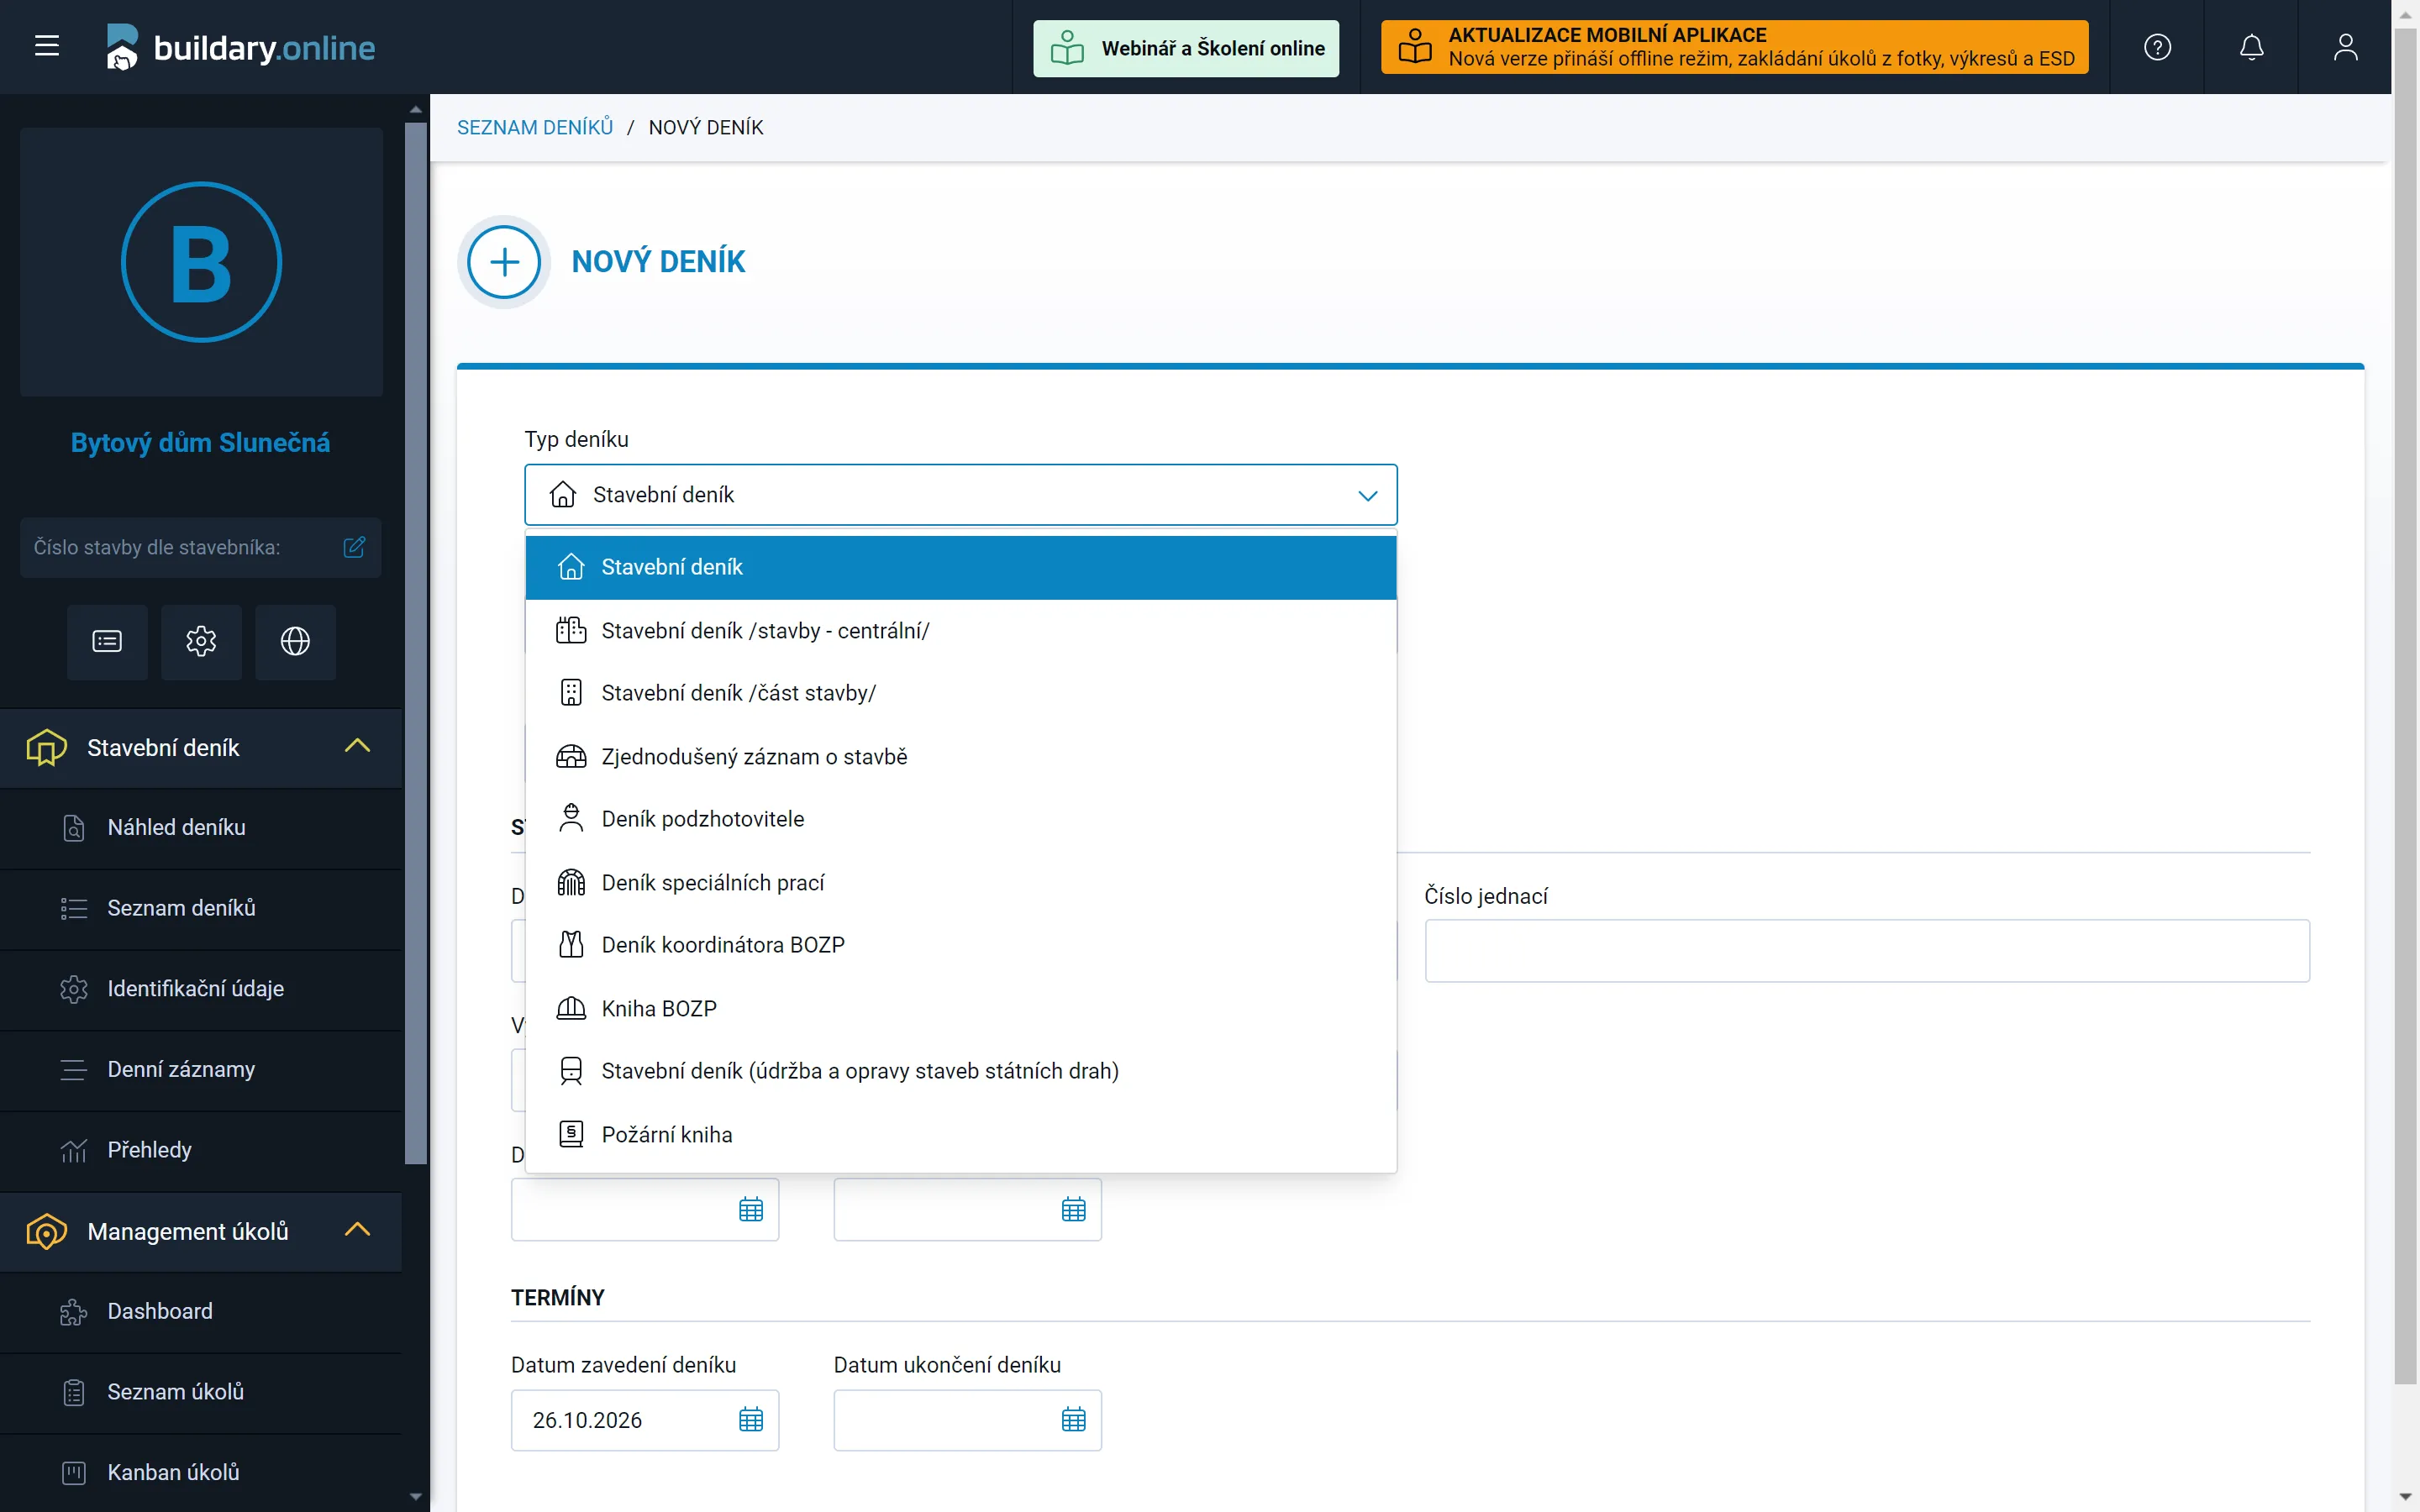 buildary.online
Webinář a Školení online
AKTUALIZACE MOBILNÍ APLIKACE
Nová verze přináší offline režim, zakládání úkolů z fotky, výkresů a ESD
B
Bytový dům Slunečná
Číslo stavby dle stavebníka:
Stavební deník
Náhled deníku
Seznam deníků
Identifikační údaje
Denní záznamy
Přehledy
Management úkolů
Dashboard
Seznam úkolů
Kanban úkolů
SEZNAM DENÍKŮ / NOVÝ DENÍK
NOVÝ DENÍK
Typ deníku
Stavební deník
Stavební deník
Stavební deník /stavby - centrální/
Stavební deník /část stavby/
Zjednodušený záznam o stavbě
Deník podzhotovitele
Deník speciálních prací
Deník koordinátora BOZP
Kniha BOZP
Stavební deník (údržba a opravy staveb státních drah)
Požární kniha
Číslo jednací
TERMÍNY
Datum zavedení deníku
Datum ukončení deníku
26.10.2026